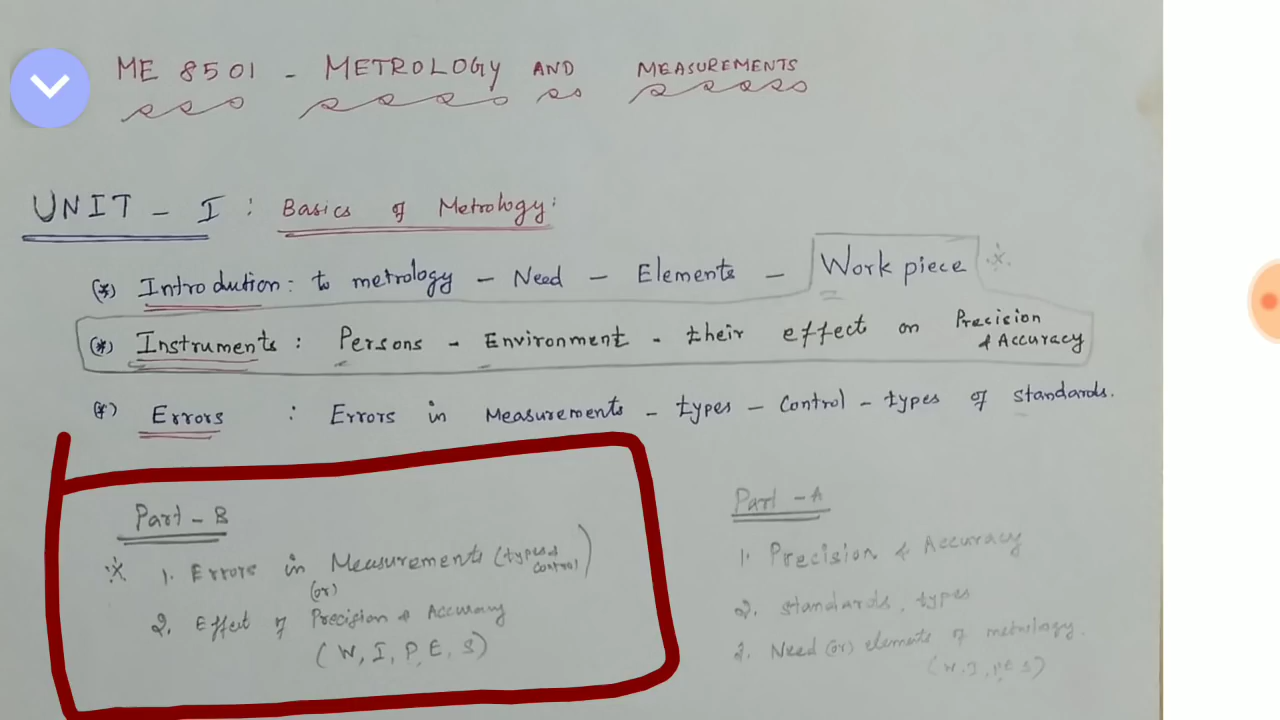 ME 8501 - METROLOGY AND MEASUREMENTS
UNIT - I : Basics of Metrology:
(*) Introdution: to metrology - Need - Elements - Work piece ※
(*) Instruments: Persons - Environment - their effect on Precision & Accuracy
(*) Errors : Errors in Measurements - types - Control - types of standards.
Part - B
※ 1. Errors in Measurements (types & control)
(or)
2. Effect of Precision & Accuracy
(W, I, P, E, S)
Part - A
1. Precision & Accuracy
2. Standards, types
3. Need (or) elements of metrology.
(W, I, P, E, S)